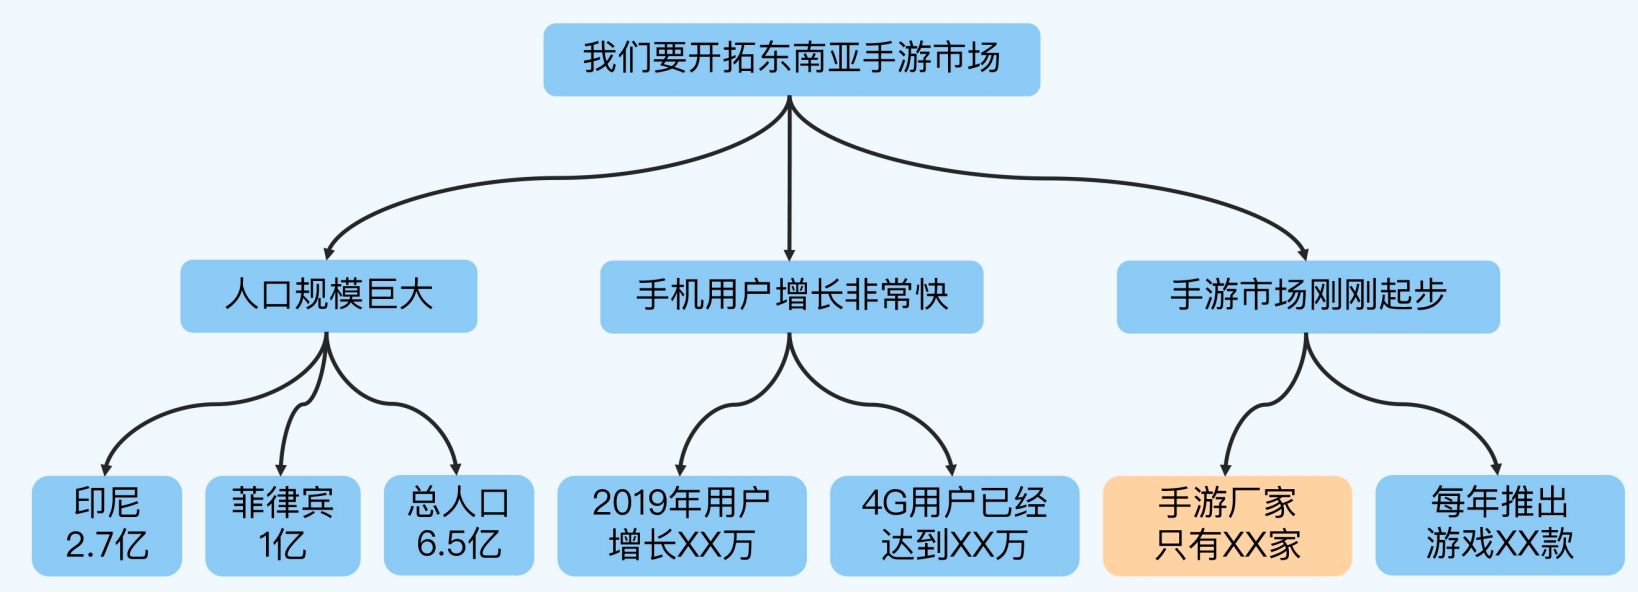 我们要开拓东南亚手游市场
人口规模巨大
手机用户增长非常快
手游市场刚刚起步
印尼
2.7亿
菲律宾
1亿
总人口
6.5亿
2019年用户
增长XX万
4G用户已经
达到XX万
手游厂家
只有XX家
每年推出
游戏XX款